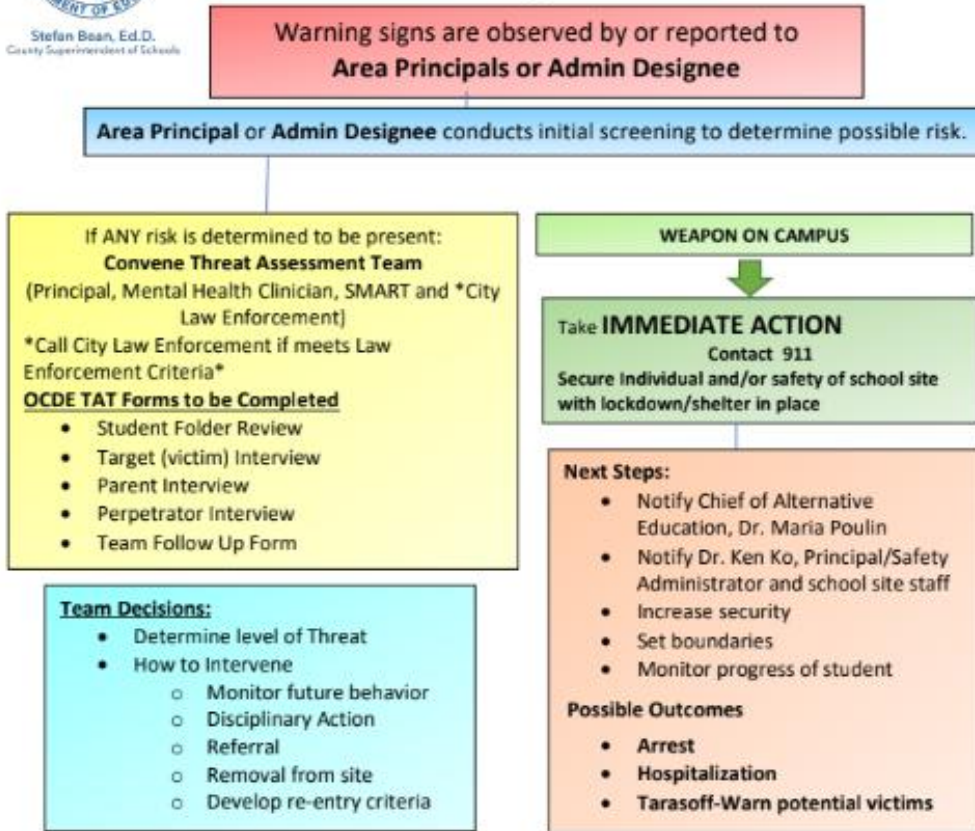 MENT OF EDU
Stefan Bean, Ed.D.
County Superintendent of Schools
Warning signs are observed by or reported to
Area Principals or Admin Designee
Area Principal or Admin Designee conducts initial screening to determine possible risk.
If ANY risk is determined to be present:
Convene Threat Assessment Team
(Principal, Mental Health Clinician, SMART and *City
Law Enforcement)
*Call City Law Enforcement if meets Law
Enforcement Criteria*
OCDE TAT Forms to be Completed
• Student Folder Review
• Target (victim) Interview
• Parent Interview
• Perpetrator Interview
• Team Follow Up Form
Team Decisions:
• Determine level of Threat
• How to Intervene
o Monitor future behavior
o Disciplinary Action
o Referral
o Removal from site
o Develop re-entry criteria
WEAPON ON CAMPUS
Take IMMEDIATE ACTION
Contact 911
Secure Individual and/or safety of school site
with lockdown/shelter in place
Next Steps:
• Notify Chief of Alternative
Education, Dr. Maria Poulin
• Notify Dr. Ken Ko, Principal/Safety
Administrator and school site staff
• Increase security
• Set boundaries
• Monitor progress of student
Possible Outcomes
• Arrest
• Hospitalization
• Tarasoff-Warn potential victims